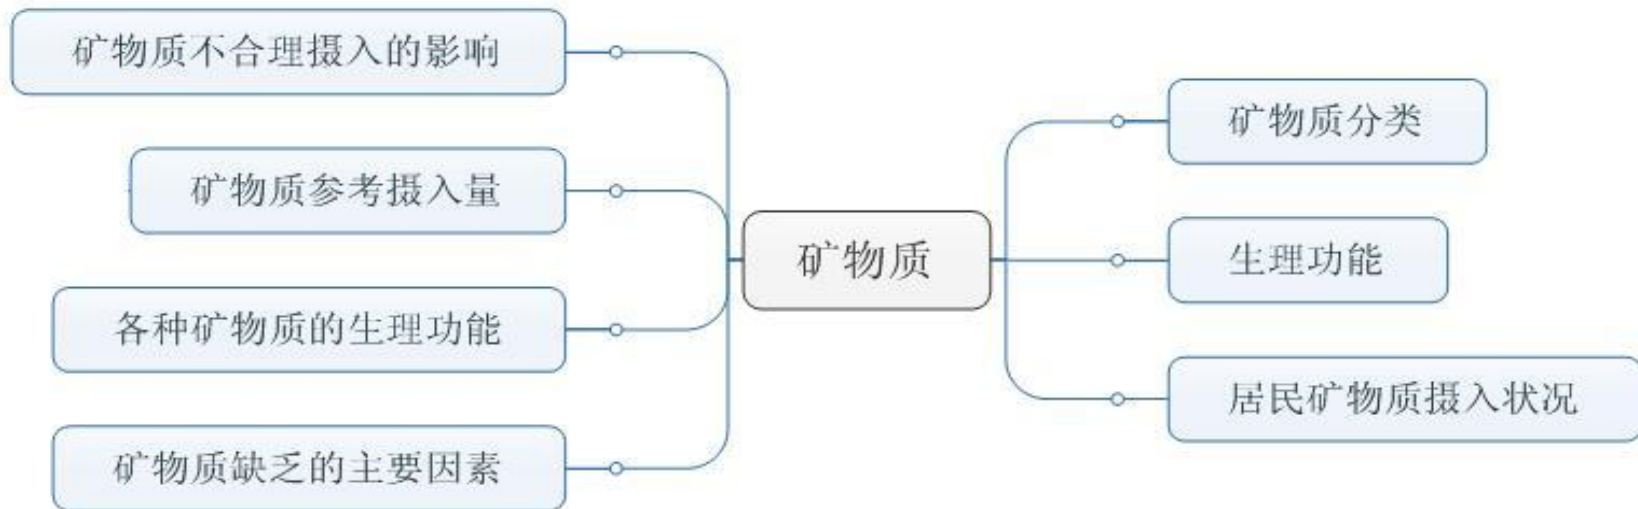 矿物质不合理摄入的影响
矿物质参考摄入量
各种矿物质的生理功能
矿物质缺乏的主要因素
矿物质
矿物质分类
生理功能
居民矿物质摄入状况